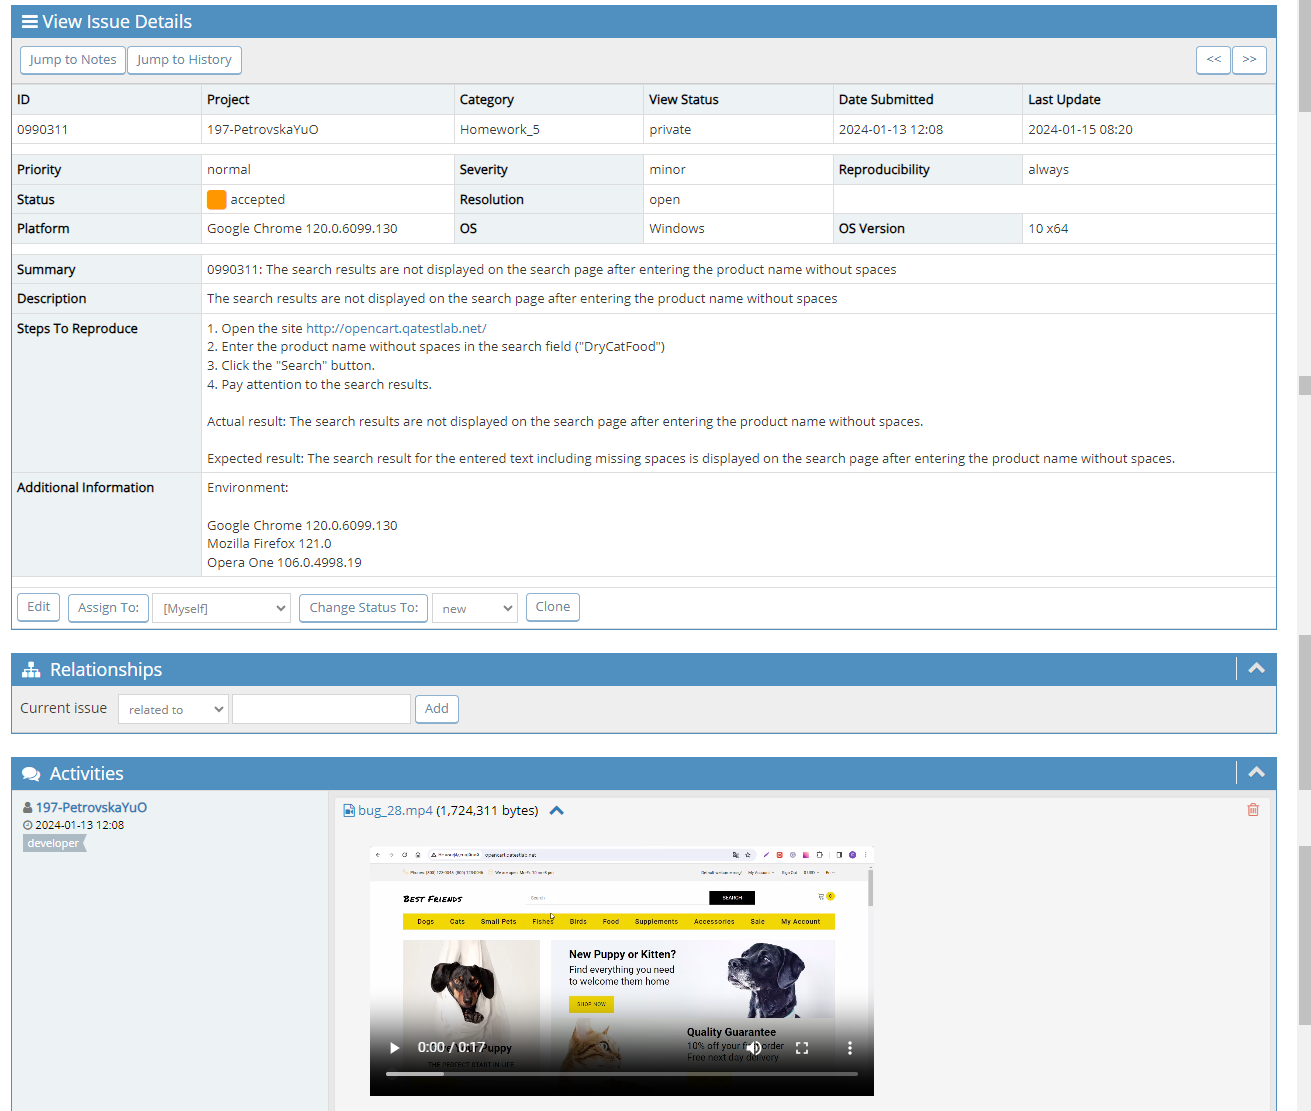 View Issue Details
Jump to Notes Jump to History << >>
ID Project Category View Status Date Submitted Last Update
0990311 197-PetrovskaYuO Homework_5 private 2024-01-13 12:08 2024-01-15 08:20
Priority normal Severity minor Reproducibility always
Status accepted Resolution open
Platform Google Chrome 120.0.6099.130 OS Windows OS Version 10 x64
Summary 0990311: The search results are not displayed on the search page after entering the product name without spaces
Description The search results are not displayed on the search page after entering the product name without spaces
Steps To Reproduce 1. Open the site http://opencart.qatestlab.net/
2. Enter the product name without spaces in the search field ("DryCatFood")
3. Click the "Search" button.
4. Pay attention to the search results.
Actual result: The search results are not displayed on the search page after entering the product name without spaces.
Expected result: The search result for the entered text including missing spaces is displayed on the search page after entering the product name without spaces.
Additional Information Environment:
Google Chrome 120.0.6099.130
Mozilla Firefox 121.0
Opera One 106.0.4998.19
Edit Assign To: [Myself] Change Status To: new Clone
Relationships
Current issue related to Add
Activities
197-PetrovskaYuO
2024-01-13 12:08
developer
bug_28.mp4 (1,724,311 bytes)
opencart.qatestlab.net
My Account Sign Out
BEST FRIENDS Search SEARCH 0
Dogs Cats Small Pets Fishes Birds Food Supplements Accessories Sale My Account
New Puppy or Kitten?
Find everything you need
to welcome them home
SHOP NOW
Quality Guarantee
10% off your order
Free next day delivery
0:00 / 0:17 Puppy
THE PERFECT START IN LIFE